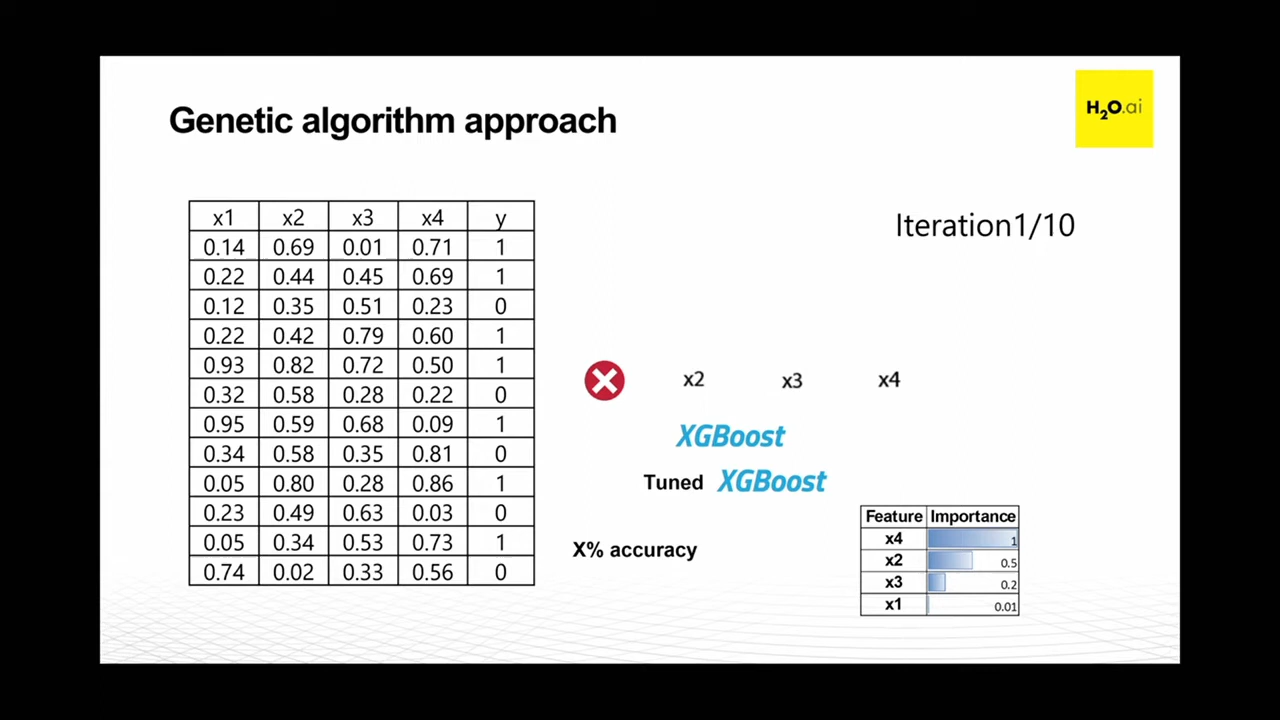 Genetic algorithm approach
H2O.ai
Iteration1/10
x1 x2 x3 x4 y
0.14 0.69 0.01 0.71 1
0.22 0.44 0.45 0.69 1
0.12 0.35 0.51 0.23 0
0.22 0.42 0.79 0.60 1
0.93 0.82 0.72 0.50 1
0.32 0.58 0.28 0.22 0
0.95 0.59 0.68 0.09 1
0.34 0.58 0.35 0.81 0
0.05 0.80 0.28 0.86 1
0.23 0.49 0.63 0.03 0
0.05 0.34 0.53 0.73 1
0.74 0.02 0.33 0.56 0
x2 x3 x4
XGBoost
Tuned XGBoost
X% accuracy
Feature Importance
x4 1
x2 0.5
x3 0.2
x1 0.01